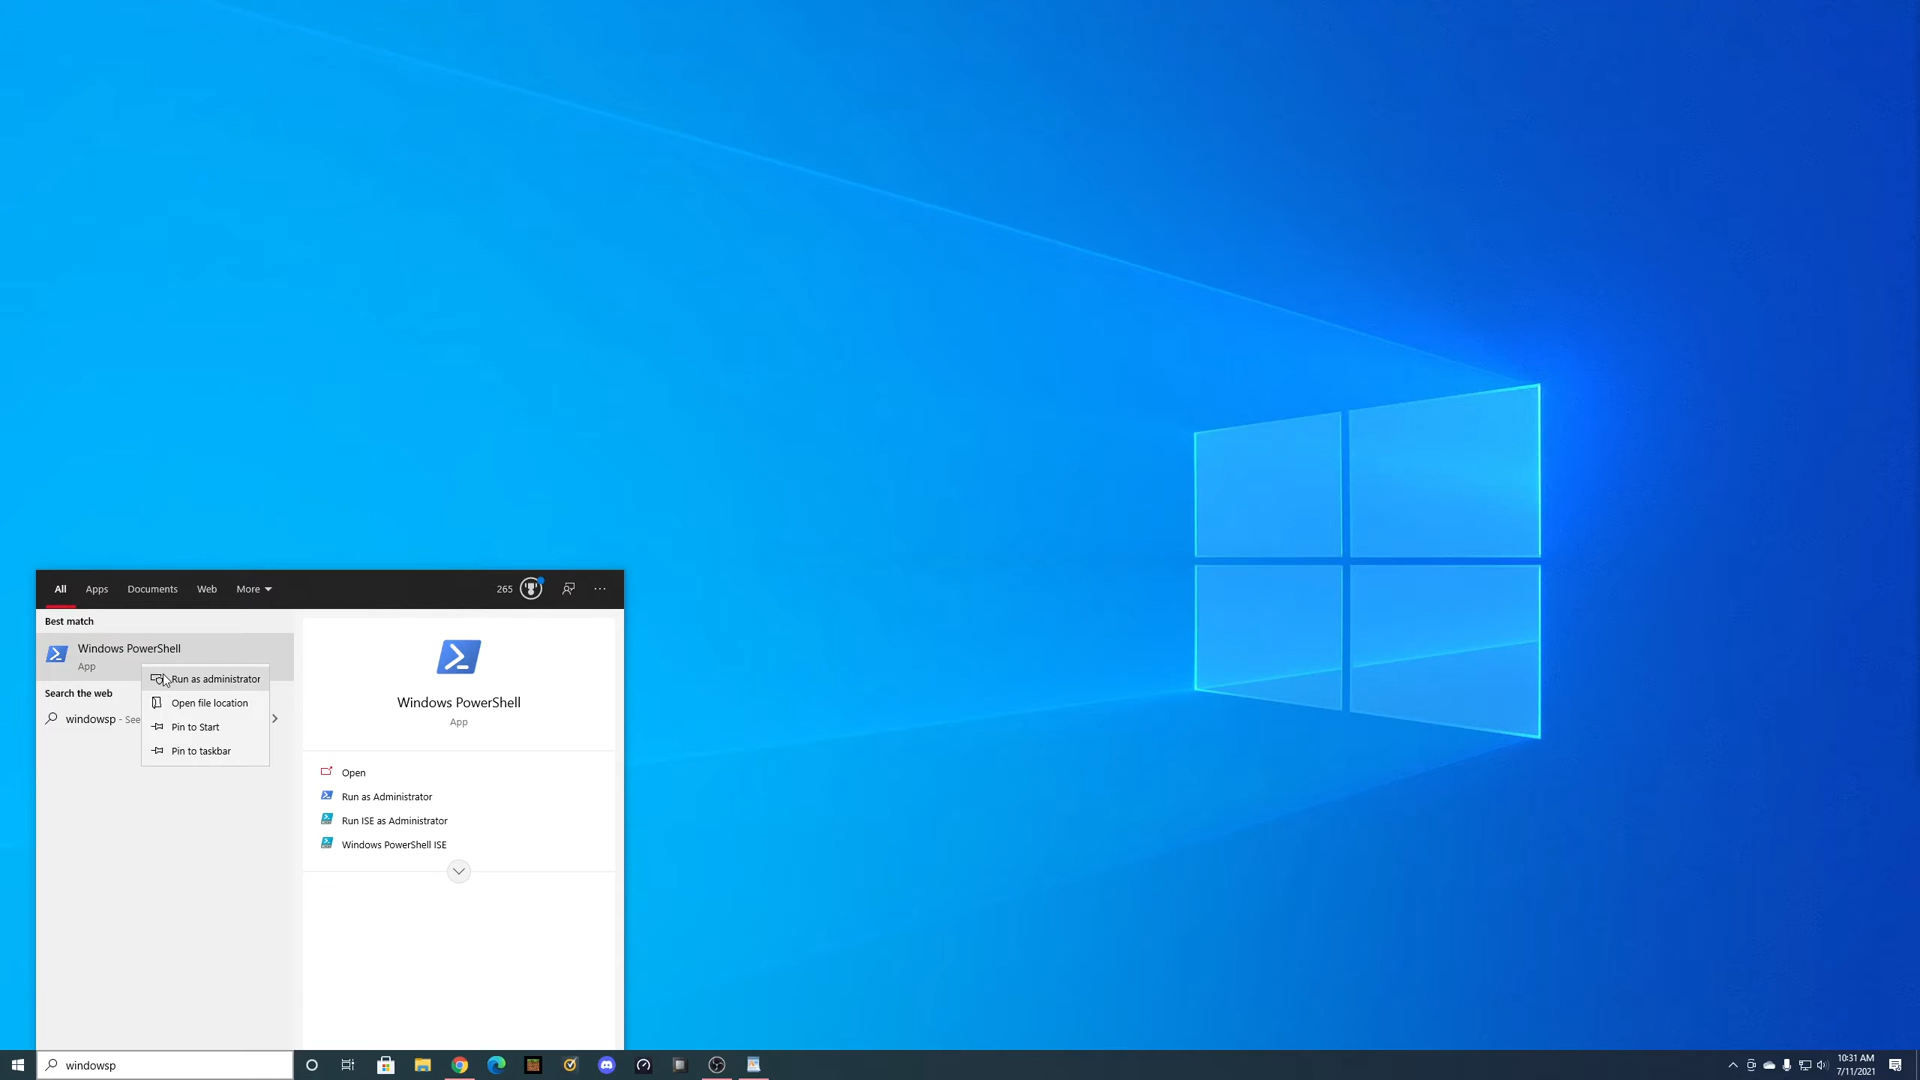 All Apps Documents Web More 265
Best match
Windows PowerShell
App
Run as administrator
Search the web
Open file location
windowsp - See
Pin to Start
Pin to taskbar
Windows PowerShell
App
Open
Run as Administrator
Run ISE as Administrator
Windows PowerShell ISE
windowsp
10:31 AM
7/11/2021